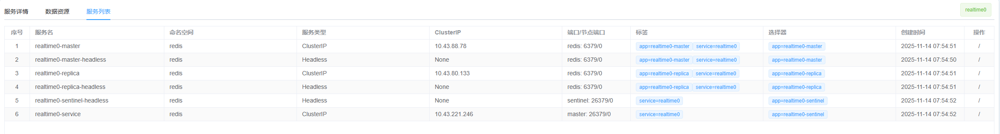 服务详情 数据资源 服务列表 realtime0
序号 服务名 命名空间 服务类型 ClusterIP 端口/节点端口 标签 选择器 创建时间 操作
1 realtime0-master redis ClusterIP 10.43.88.78 redis: 6379/0 app=realtime0-master service=realtime0 app=realtime0-master 2025-11-14 07:54:51 /
2 realtime0-master-headless redis Headless None redis: 6379/0 app=realtime0-master service=realtime0 app=realtime0-master 2025-11-14 07:54:50 /
3 realtime0-replica redis ClusterIP 10.43.80.133 redis: 6379/0 app=realtime0-replica service=realtime0 app=realtime0-replica 2025-11-14 07:54:51 /
4 realtime0-replica-headless redis Headless None redis: 6379/0 app=realtime0-replica service=realtime0 app=realtime0-replica 2025-11-14 07:54:51 /
5 realtime0-sentinel-headless redis Headless None sentinel: 26379/0 service=realtime0 app=realtime0-sentinel 2025-11-14 07:54:52 /
6 realtime0-service redis ClusterIP 10.43.221.246 master: 26379/0 service=realtime0 app=realtime0-sentinel 2025-11-14 07:54:52 /